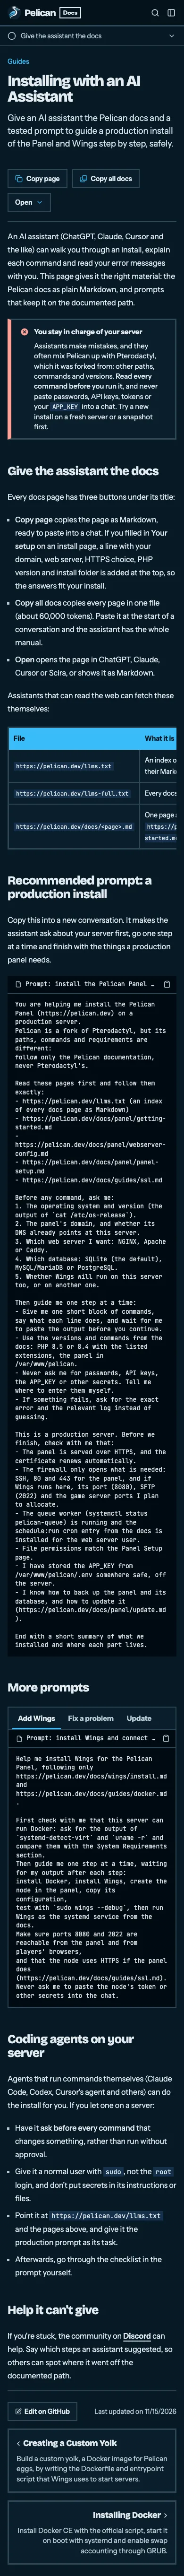 Pelican Docs
Give the assistant the docs
Guides
Installing with an AI
Assistant
Give an AI assistant the Pelican docs and a
tested prompt to guide a production install
of the Panel and Wings step by step, safely.
Copy page
Copy all docs
Open
An AI assistant (ChatGPT, Claude, Cursor and
the like) can walk you through an install, explain
each command and read your error messages
with you. This page gives it the right material: the
Pelican docs as plain Markdown, and prompts
that keep it on the documented path.
You stay in charge of your server
Assistants make mistakes, and they
often mix Pelican up with Pterodactyl,
which it was forked from: other paths,
commands and versions. Read every
command before you run it, and never
paste passwords, API keys, tokens or
your APP_KEY into a chat. Try a new
install on a fresh server or a snapshot
first.
Give the assistant the docs
Every docs page has three buttons under its title:
Copy page copies the page as Markdown,
ready to paste into a chat. If you filled in Your
setup on an install page, a line with your
domain, web server, HTTPS choice, PHP
version and install folder is added at the top, so
the answers fit your install.
Copy all docs copies every page in one file
(about 60,000 tokens). Paste it at the start of a
conversation and the assistant has the whole
manual.
Open opens the page in ChatGPT, Claude,
Cursor or Scira, or shows it as Markdown.
Assistants that can read the web can fetch these
themselves:
File What it is
https://pelican.dev/llms.txt An index o
their Marko
https://pelican.dev/llms-full.txt Every docs
https://pelican.dev/docs/<page>.md One page a
https://p
started.m
Recommended prompt: a
production install
Copy this into a new conversation. It makes the
assistant ask about your server first, go one step
at a time and finish with the things a production
panel needs.
Prompt: install the Pelican Panel …
You are helping me install the Pelican
Panel (https://pelican.dev) on a
production server.
Pelican is a fork of Pterodactyl, but its
paths, commands and requirements are
different:
follow only the Pelican documentation,
never Pterodactyl's.
Read these pages first and follow them
exactly:
- https://pelican.dev/llms.txt (an index
of every docs page as Markdown)
- https://pelican.dev/docs/panel/getting-
started.md
-
https://pelican.dev/docs/panel/webserver-
config.md
- https://pelican.dev/docs/panel/panel-
setup.md
- https://pelican.dev/docs/guides/ssl.md
Before any command, ask me:
1. The operating system and version (the
output of `cat /etc/os-release`).
2. The panel's domain, and whether its
DNS already points at this server.
3. Which web server I want: NGINX, Apache
or Caddy.
4. Which database: SQLite (the default),
MySQL/MariaDB or PostgreSQL.
5. Whether Wings will run on this server
too, or on another one.
Then guide me one step at a time:
- Give me one short block of commands,
say what each line does, and wait for me
to paste the output before you continue.
- Use the versions and commands from the
docs: PHP 8.5 or 8.4 with the listed
extensions, the panel in
/var/www/pelican.
- Never ask me for passwords, API keys,
the APP_KEY or other secrets. Tell me
where to enter them myself.
- If something fails, ask for the exact
error and the relevant log instead of
guessing.
This is a production server. Before we
finish, check with me that:
- The panel is served over HTTPS, and the
certificate renews automatically.
- The firewall only opens what is needed:
SSH, 80 and 443 for the panel, and if
Wings runs here, its port (8080), SFTP
(2022) and the game server ports I plan
to allocate.
- The queue worker (systemctl status
pelican-queue) is running and the
schedule:run cron entry from the docs is
installed for the web server user.
- File permissions match the Panel Setup
page.
- I have stored the APP_KEY from
/var/www/pelican/.env somewhere safe, off
the server.
- I know how to back up the panel and its
database, and how to update it
(https://pelican.dev/docs/panel/update.md
).
End with a short summary of what we
installed and where each part lives.
More prompts
Add Wings Fix a problem Update
Prompt: install Wings and connect …
Help me install Wings for the Pelican
Panel, following only
https://pelican.dev/docs/wings/install.md
and
https://pelican.dev/docs/guides/docker.md
.
First check with me that this server can
run Docker: ask for the output of
`systemd-detect-virt` and `uname -r` and
compare them with the System Requirements
section.
Then guide me one step at a time, waiting
for my output after each step:
install Docker, install Wings, create the
node in the panel, copy its
configuration,
test with `sudo wings --debug`, then run
Wings as the systemd service from the
docs.
Make sure ports 8080 and 2022 are
reachable from the panel and from
players' browsers,
and that the node uses HTTPS if the panel
does
(https://pelican.dev/docs/guides/ssl.md).
Never ask me to paste the node's token or
other secrets into the chat.
Coding agents on your
server
Agents that run commands themselves (Claude
Code, Codex, Cursor's agent and others) can do
the install for you. If you let one on a server:
Have it ask before every command that
changes something, rather than run without
approval.
Give it a normal user with sudo, not the root
login, and don't put secrets in its instructions or
files.
Point it at https://pelican.dev/llms.txt
and the pages above, and give it the
production prompt as its task.
Afterwards, go through the checklist in the
prompt yourself.
Help it can't give
If you're stuck, the community on Discord can
help. Say which steps an assistant suggested, so
others can spot where it went off the
documented path.
Edit on GitHub
Last updated on 11/15/2026
Creating a Custom Yolk
Build a custom yolk, a Docker image for Pelican
eggs, by writing the Dockerfile and entrypoint
script that Wings uses to start servers.
Installing Docker
Install Docker CE with the official script, start it
on boot with systemd and enable swap
accounting through GRUB.